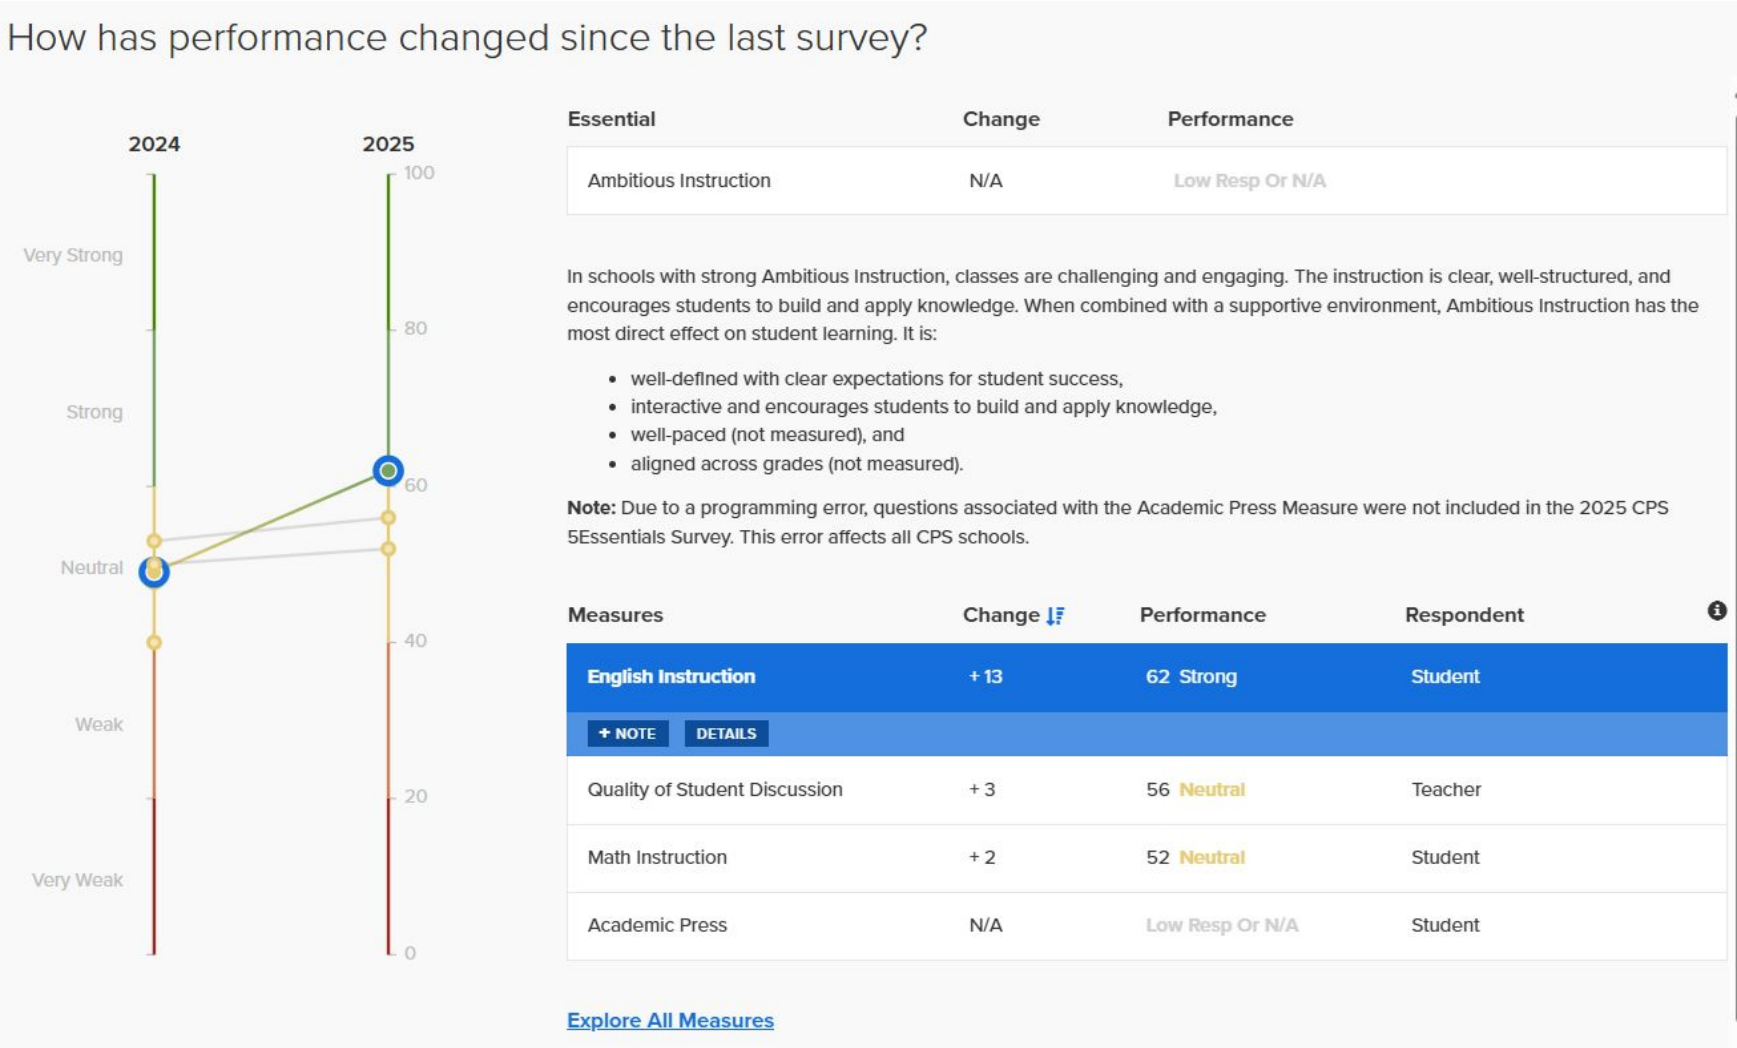 How has performance changed since the last survey?
2024
2025
100
Very Strong
80
Strong
60
Neutral
40
Weak
20
Very Weak
0
Essential Change Performance
Ambitious Instruction N/A Low Resp Or N/A
In schools with strong Ambitious Instruction, classes are challenging and engaging. The instruction is clear, well-structured, and
encourages students to build and apply knowledge. When combined with a supportive environment, Ambitious Instruction has the
most direct effect on student learning. It is:
• well-defined with clear expectations for student success,
• interactive and encourages students to build and apply knowledge,
• well-paced (not measured), and
• aligned across grades (not measured).
Note: Due to a programming error, questions associated with the Academic Press Measure were not included in the 2025 CPS
5Essentials Survey. This error affects all CPS schools.
Measures Change Performance Respondent
English Instruction + 13 62 Strong Student
+ NOTE DETAILS
Quality of Student Discussion + 3 56 Neutral Teacher
Math Instruction + 2 52 Neutral Student
Academic Press N/A Low Resp Or N/A Student
Explore All Measures